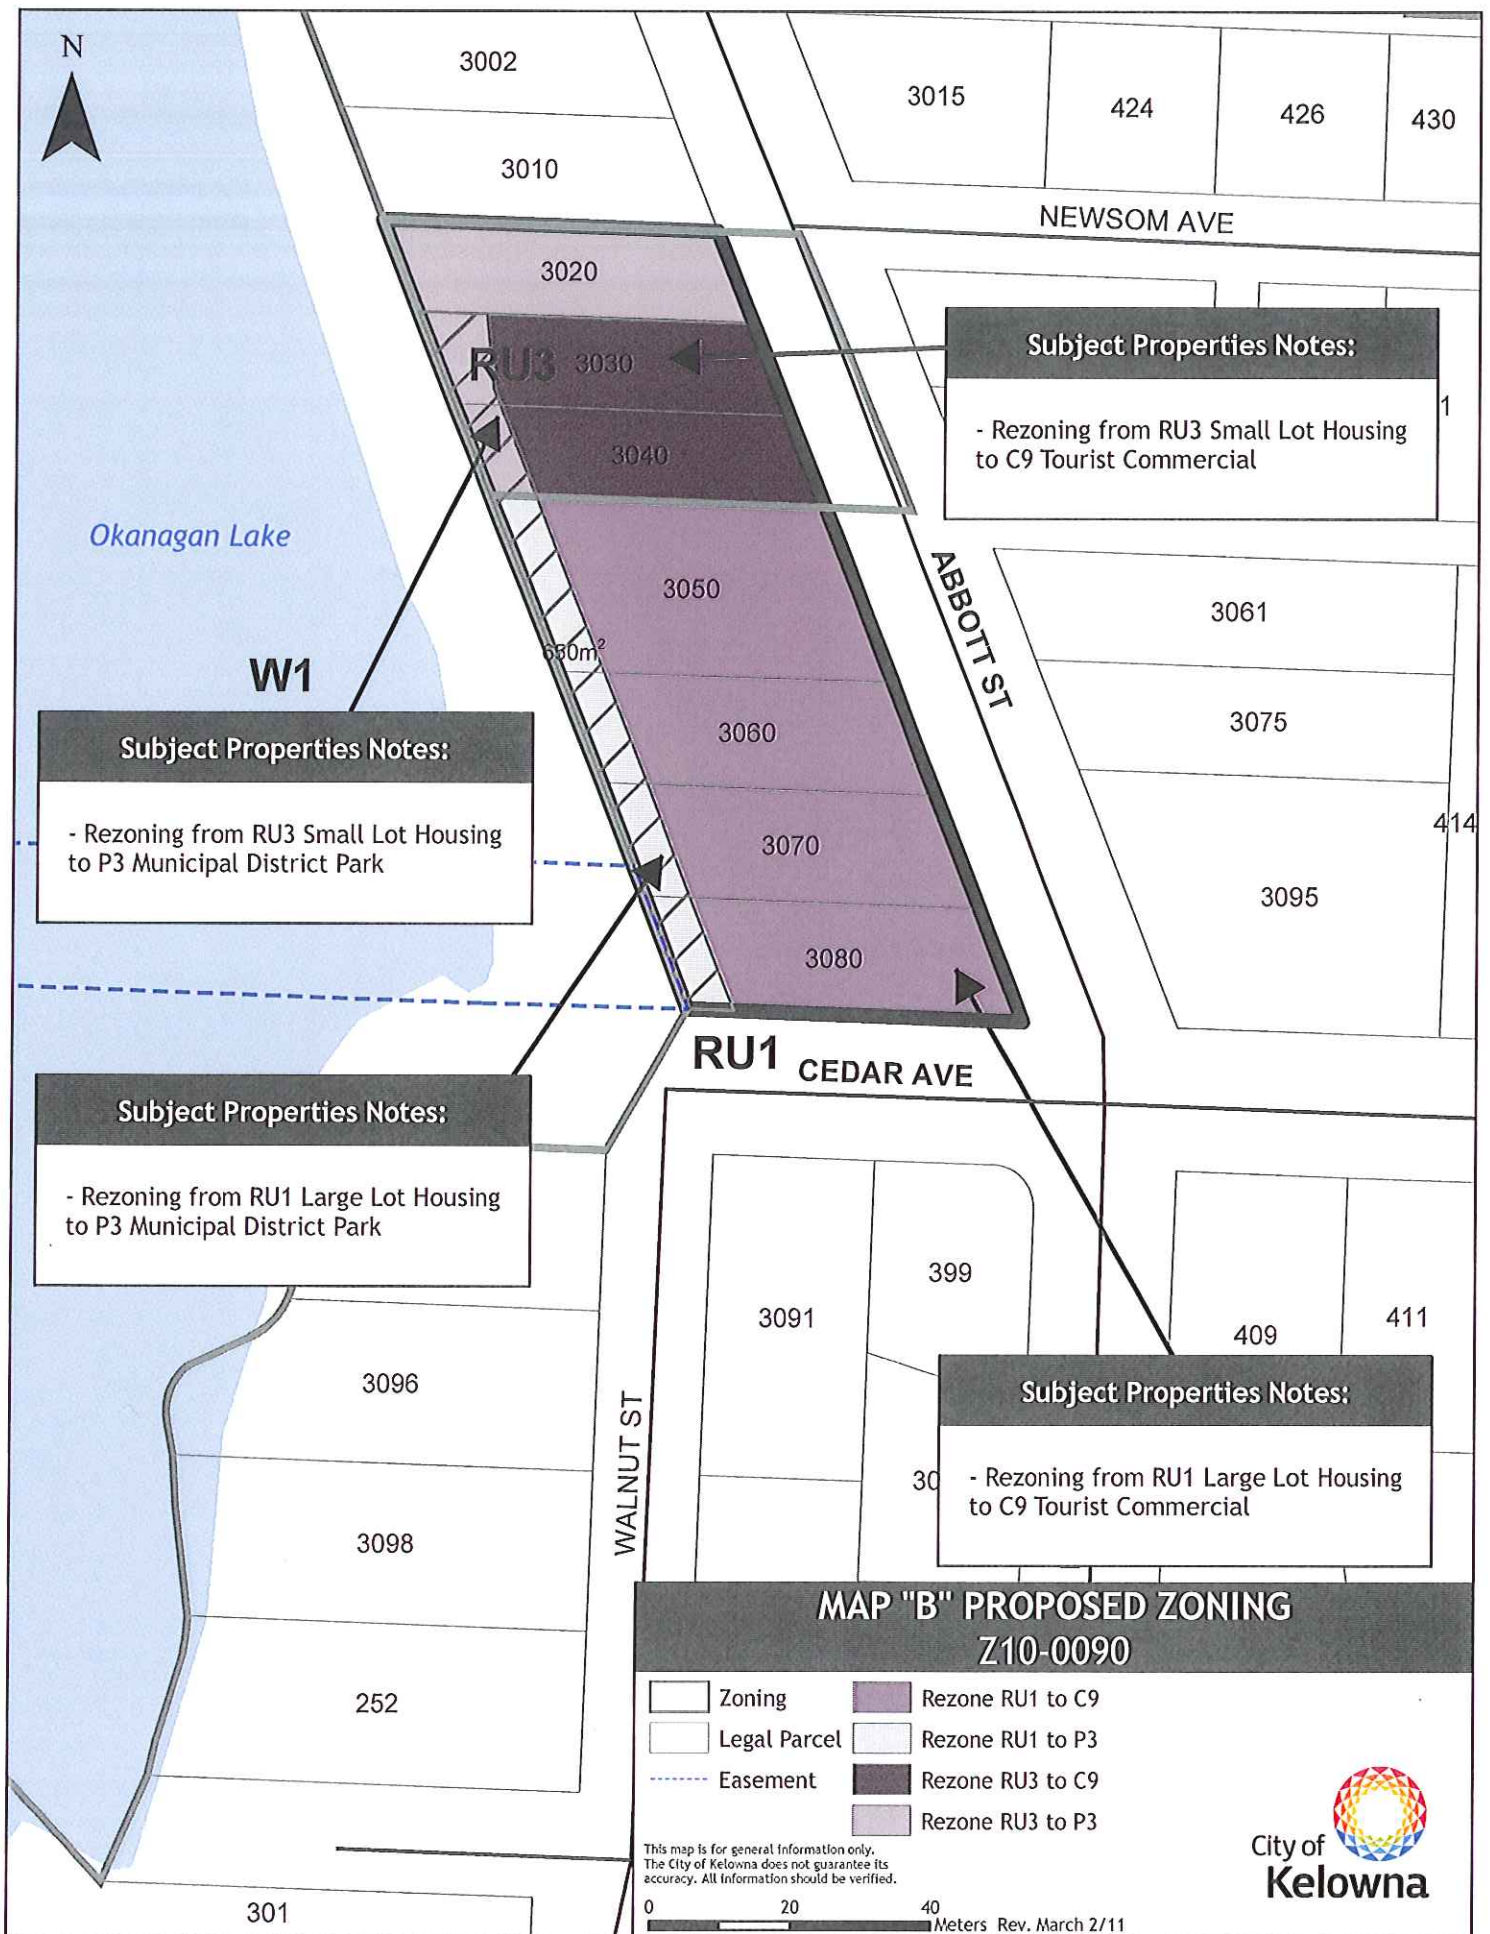 N
3002
3015
424
426
430
3010
NEWSOM AVE
3020
Subject Properties Notes:
- Rezoning from RU3 Small Lot Housing
to C9 Tourist Commercial
1
RU3
3030
3040
Okanagan Lake
3050
ABBOTT ST
3061
650m²
W1
Subject Properties Notes:
- Rezoning from RU3 Small Lot Housing
to P3 Municipal District Park
3060
3075
3070
414
3095
3080
RU1
CEDAR AVE
Subject Properties Notes:
- Rezoning from RU1 Large Lot Housing
to P3 Municipal District Park
399
3091
409
411
3096
WALNUT ST
Subject Properties Notes:
- Rezoning from RU1 Large Lot Housing
to C9 Tourist Commercial
30
3098
252
301
MAP "B" PROPOSED ZONING
Z10-0090
Zoning
Legal Parcel
Easement
Rezone RU1 to C9
Rezone RU1 to P3
Rezone RU3 to C9
Rezone RU3 to P3
This map is for general information only.
The City of Kelowna does not guarantee its
accuracy. All information should be verified.
0 20 40
Meters Rev. March 2/11
City of
Kelowna